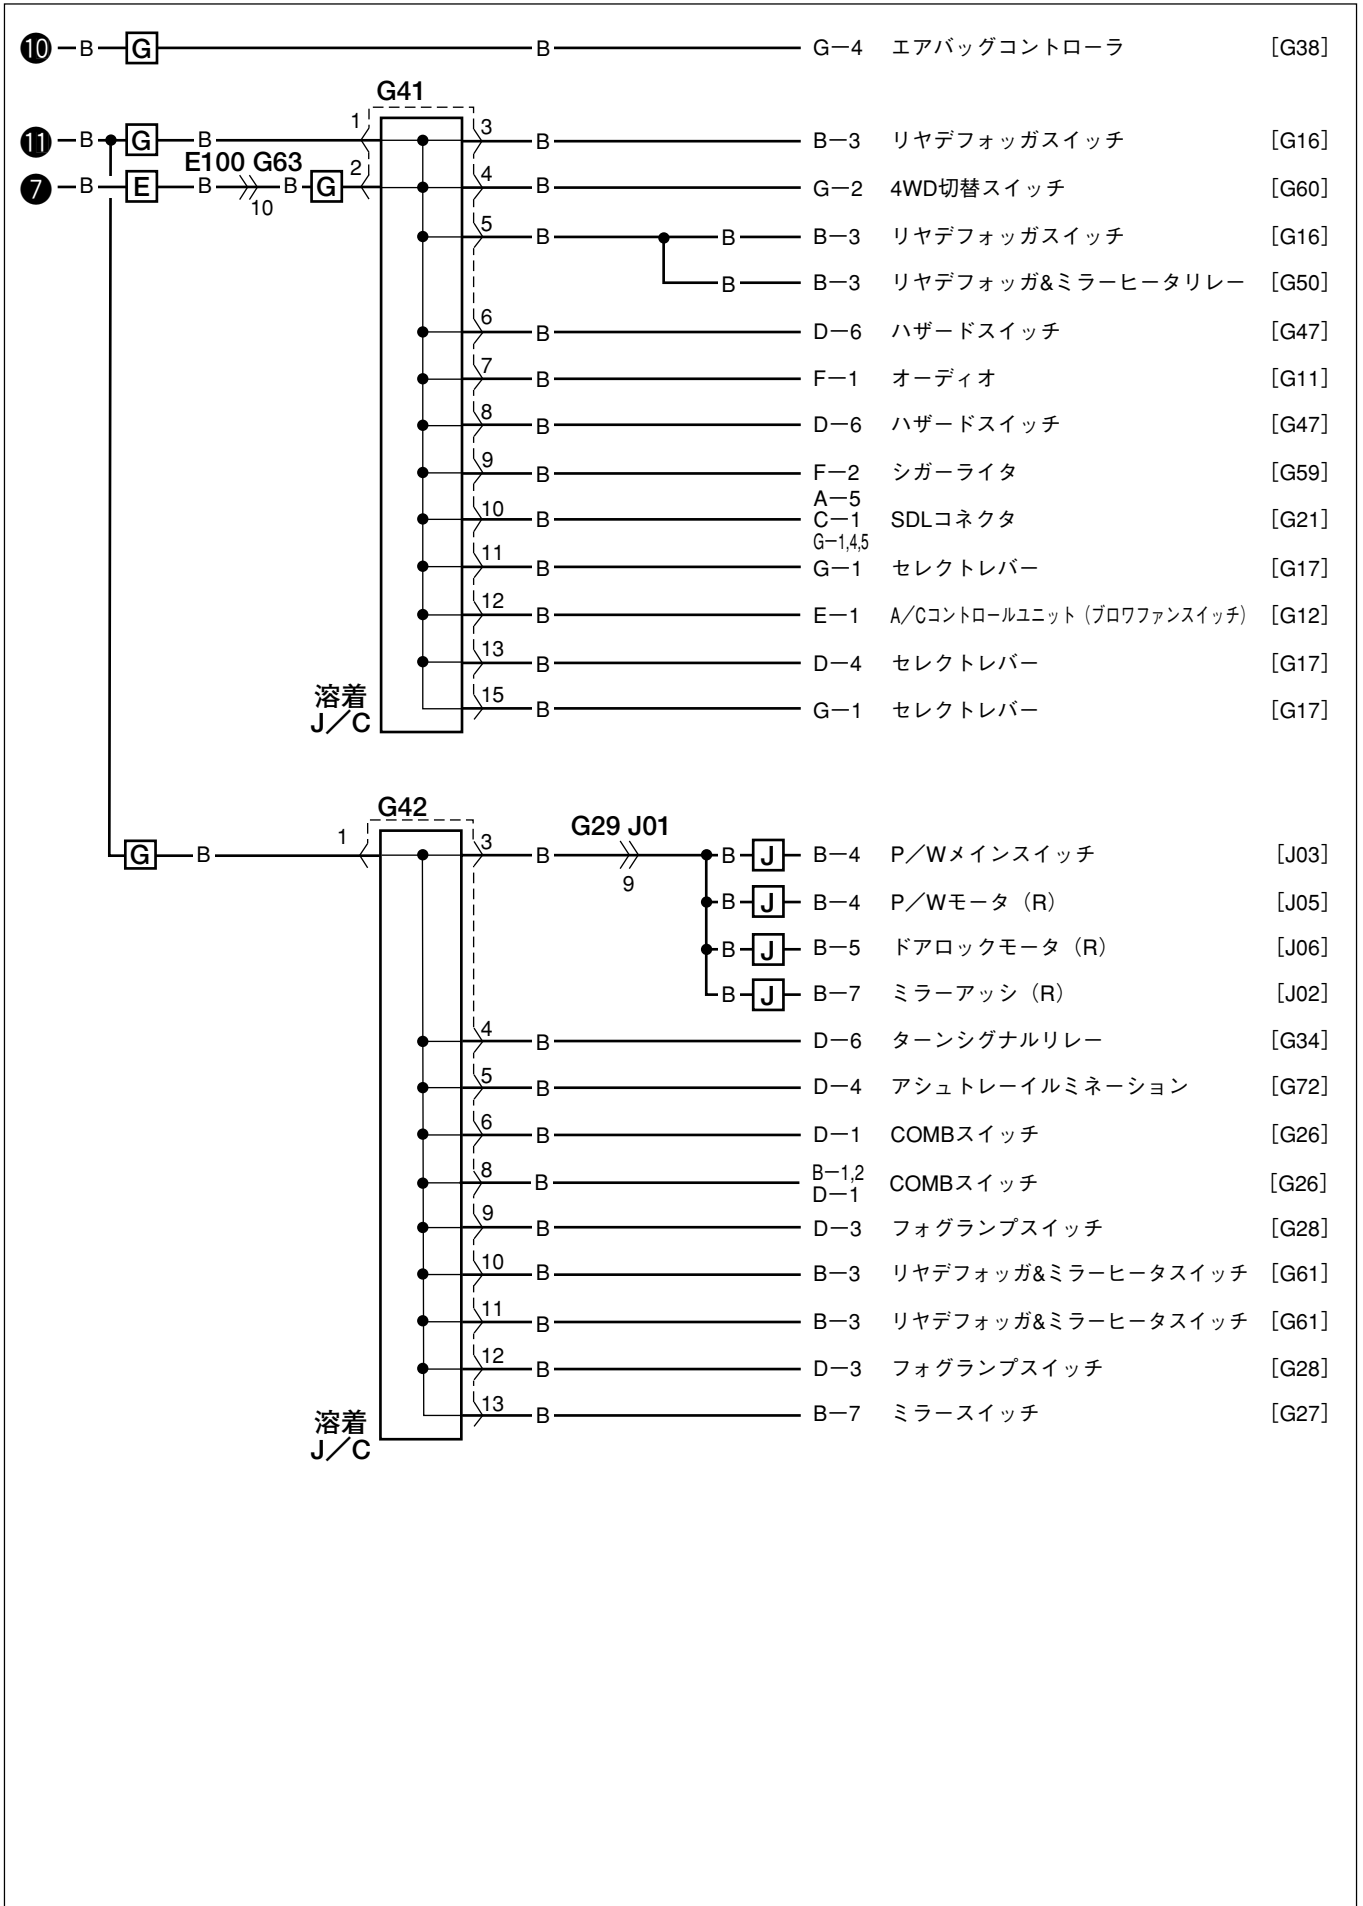 10 B G B G−4 エアバッグコントローラ [G38]
G41
11 B G B 1 3 B B−3 リヤデフォッガスイッチ [G16]
E100 G63
7 B E B 10 B G 2 4 B G−2 4WD切替スイッチ [G60]
5 B B B−3 リヤデフォッガスイッチ [G16]
B B−3 リヤデフォッガ&ミラーヒータリレー [G50]
6 B D−6 ハザードスイッチ [G47]
7 B F−1 オーディオ [G11]
8 B D−6 ハザードスイッチ [G47]
9 B F−2 シガーライタ [G59]
A−5
10 B C−1 SDLコネクタ [G21]
G−1,4,5
11 B G−1 セレクトレバー [G17]
12 B E−1 A/Cコントロールユニット(ブロワファンスイッチ) [G12]
13 B D−4 セレクトレバー [G17]
15 B G−1 セレクトレバー [G17]
溶着
J/C
G42
G29 J01
G B 1 3 B 9 B J B−4 P/Wメインスイッチ [J03]
B J B−4 P/Wモータ(R) [J05]
B J B−5 ドアロックモータ(R) [J06]
B J B−7 ミラーアッシ(R) [J02]
4 B D−6 ターンシグナルリレー [G34]
5 B D−4 アシュトレーイルミネーション [G72]
6 B D−1 COMBスイッチ [G26]
8 B B−1,2 D−1 COMBスイッチ [G26]
9 B D−3 フォグランプスイッチ [G28]
10 B B−3 リヤデフォッガ&ミラーヒータスイッチ [G61]
11 B B−3 リヤデフォッガ&ミラーヒータスイッチ [G61]
12 B D−3 フォグランプスイッチ [G28]
13 B B−7 ミラースイッチ [G27]
溶着
J/C